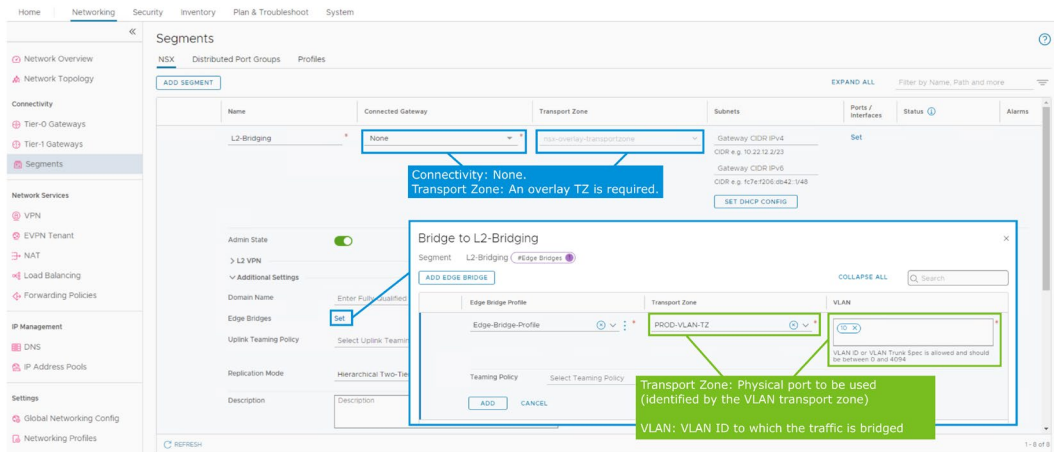 Home Networking Security Inventory Plan & Troubleshoot System
«
Segments
NSX Distributed Port Groups Profiles
ADD SEGMENT
EXPAND ALL
Filter by Name, Path and more
Network Overview
Network Topology
Connectivity
Tier-0 Gateways
Tier-1 Gateways
Segments
Network Services
VPN
EVPN Tenant
NAT
Load Balancing
Forwarding Policies
IP Management
DNS
IP Address Pools
Settings
Global Networking Config
Networking Profiles
Name Connected Gateway Transport Zone Subnets Ports / Interfaces Status Alarms
L2-Bridging * None * nsx-overlay-transportzone Gateway CIDR IPv4 Set
CIDR e.g. 10.22.12.2/23
Gateway CIDR IPv6
CIDR e.g. fc7e:f206:db42::1/48
SET DHCP CONFIG
Connectivity: None.
Transport Zone: An overlay TZ is required.
Admin State
L2 VPN
Additional Settings
Domain Name Enter Fully Qualified
Edge Bridges Set
Uplink Teaming Policy Select Uplink
Replication Mode Hierarchical
Description Description
Bridge to L2-Bridging ×
Segment L2-Bridging #Edge Bridges 1
ADD EDGE BRIDGE COLLAPSE ALL Search
Edge Bridge Profile Transport Zone VLAN
Edge-Bridge-Profile * PROD-VLAN-TZ * 10 X *
VLAN ID or VLAN Trunk Spec is allowed and should
be between 0 and 4094
Teaming Policy Select Teaming Policy
ADD CANCEL
Transport Zone: Physical port to be used
(identified by the VLAN transport zone)
VLAN: VLAN ID to which the traffic is bridged
REFRESH
1 - 8 of 8